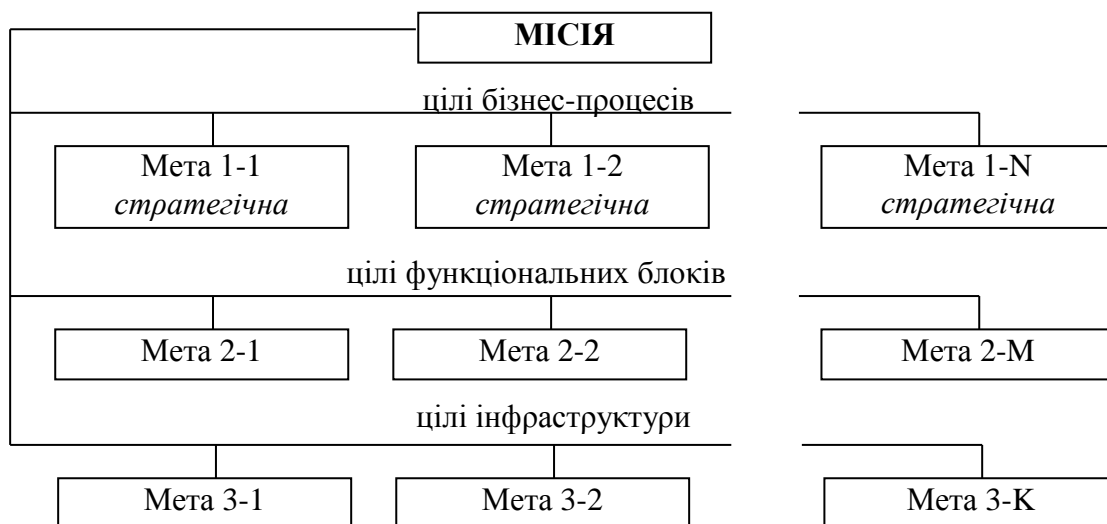 МІСІЯ
цілі бізнес-процесів
Мета 1-1
стратегічна
Мета 1-2
стратегічна
Мета 1-N
стратегічна
цілі функціональних блоків
Мета 2-1
Мета 2-2
Мета 2-М
цілі інфраструктури
Мета 3-1
Мета 3-2
Мета 3-К